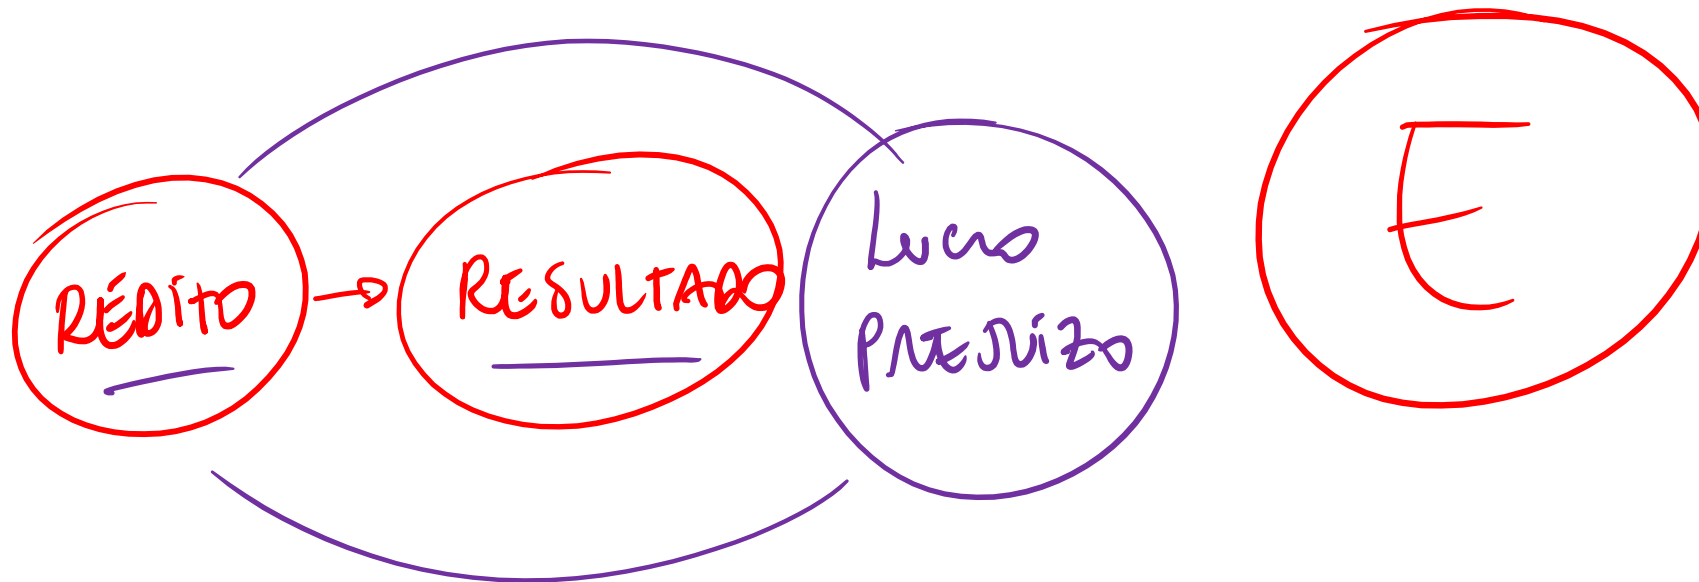 RÉDITO → RESULTADO
Lucro
PREJUÍZO
E